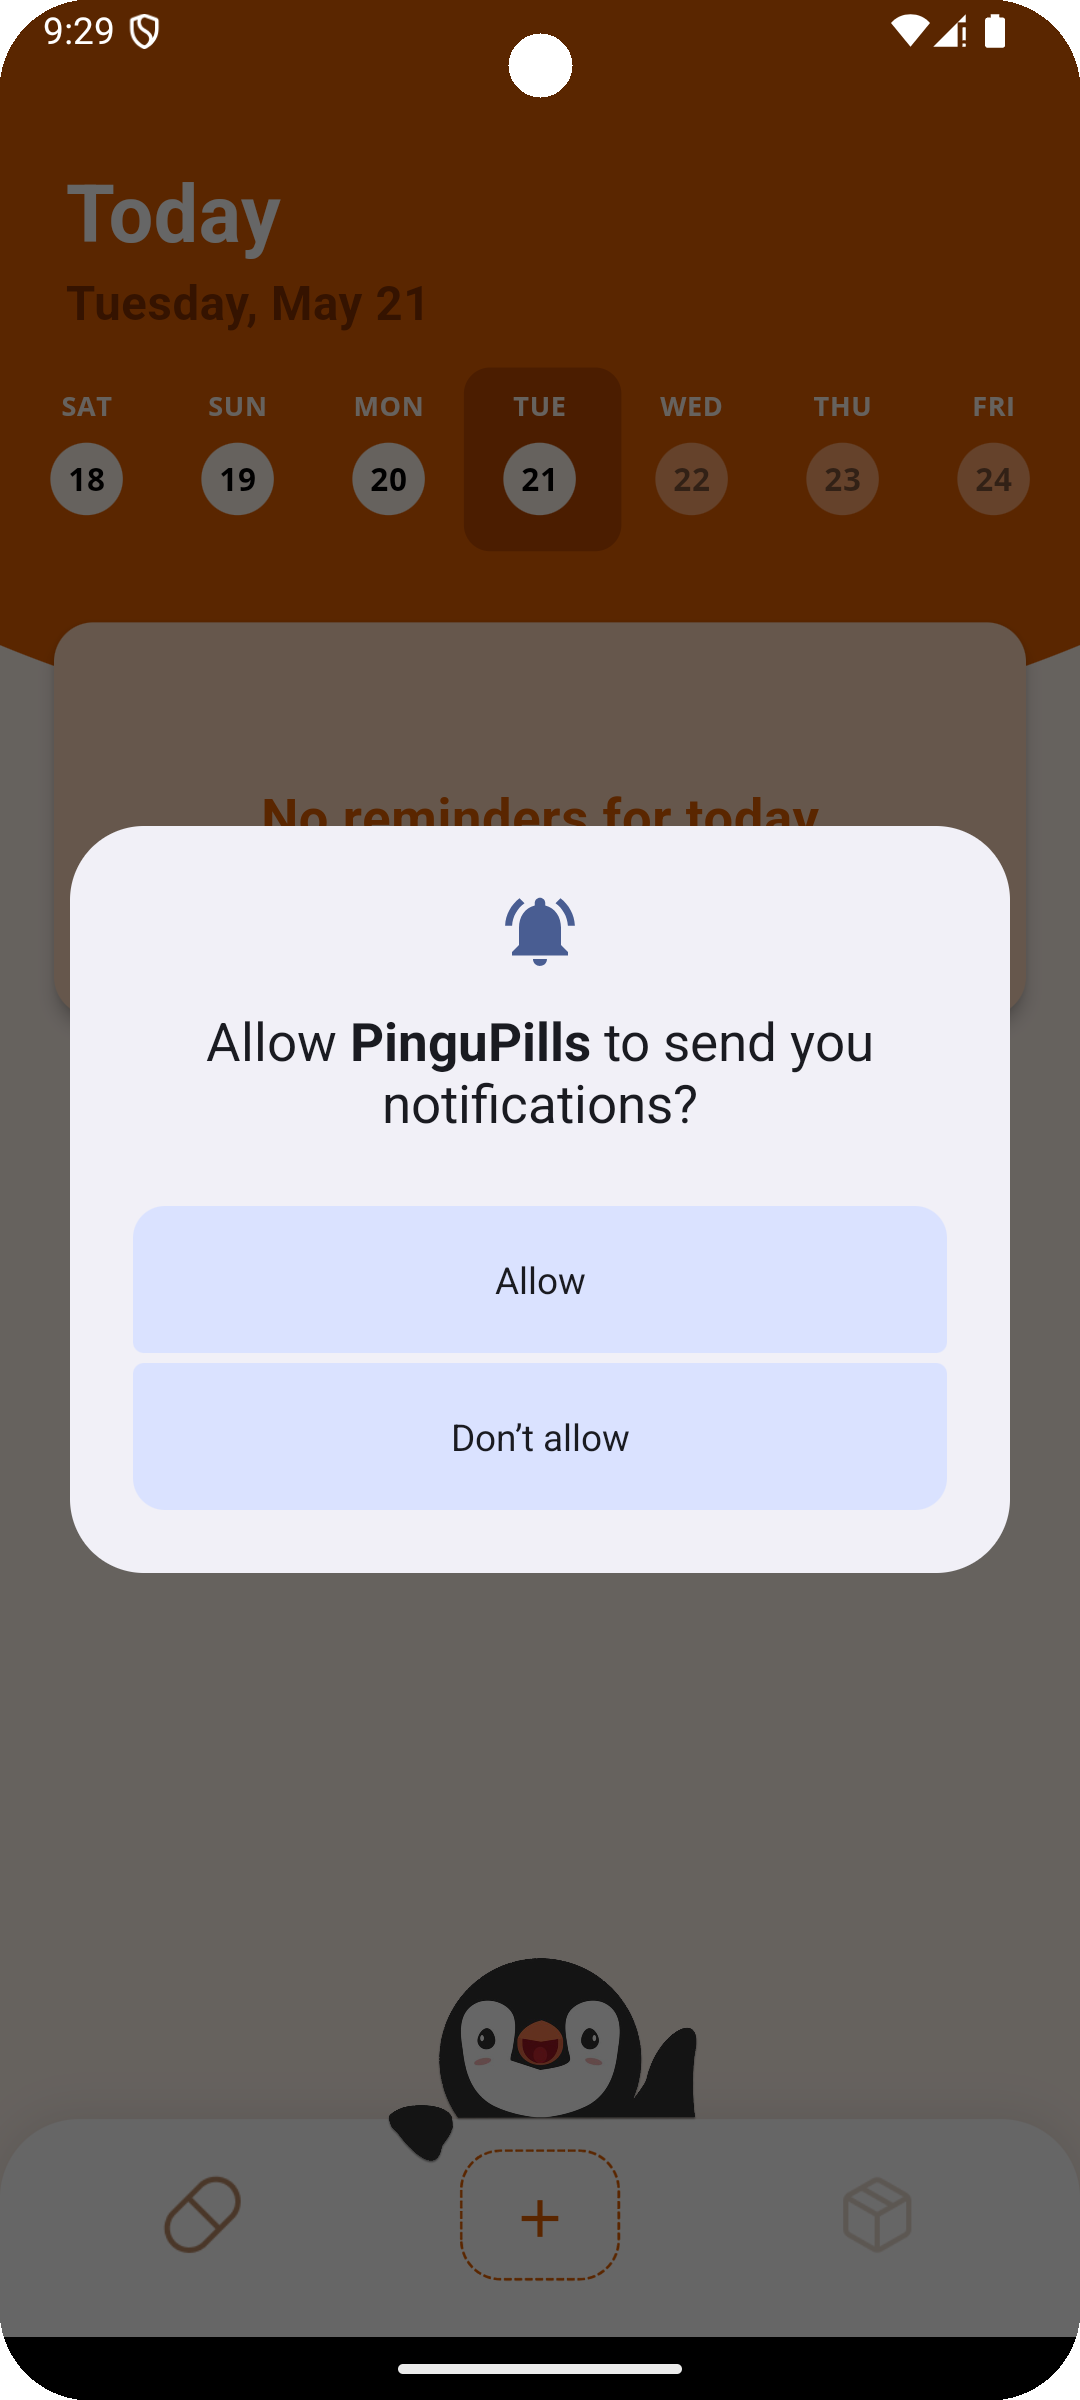 9:29
Today
Tuesday, May 21
SAT SUN MON TUE WED THU FRI
18 19 20 21 22 23 24
No reminders for today
Allow PinguPills to send you
notifications?
Allow
Don’t allow